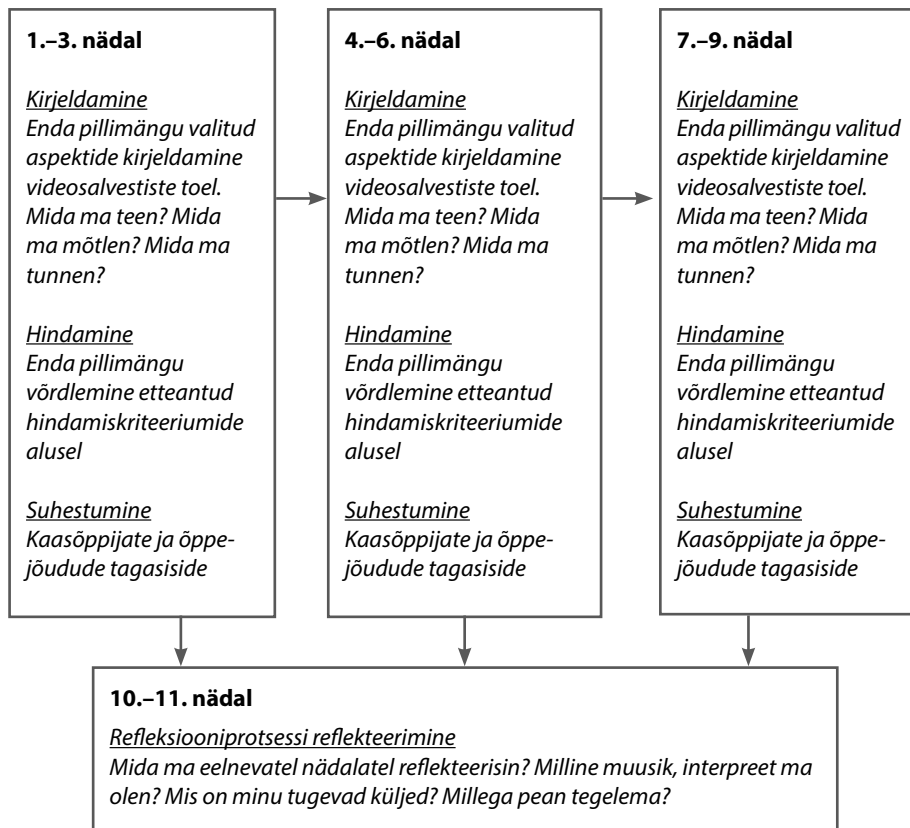 1.–3. nädal
Kirjeldamine
Enda pillimängu valitud
aspektide kirjeldamine
videosalvestiste toel.
Mida ma teen? Mida
ma mõtlen? Mida ma
tunnen?
Hindamine
Enda pillimängu
võrdlemine etteantud
hindamiskriteeriumide
alusel
Suhestumine
Kaasõppijate ja õppe-
jõudude tagasiside
4.–6. nädal
Kirjeldamine
Enda pillimängu valitud
aspektide kirjeldamine
videosalvestiste toel.
Mida ma teen? Mida
ma mõtlen? Mida ma
tunnen?
Hindamine
Enda pillimängu
võrdlemine etteantud
hindamiskriteeriumide
alusel
Suhestumine
Kaasõppijate ja õppe-
jõudude tagasiside
7.–9. nädal
Kirjeldamine
Enda pillimängu valitud
aspektide kirjeldamine
videosalvestiste toel.
Mida ma teen? Mida
ma mõtlen? Mida ma
tunnen?
Hindamine
Enda pillimängu
võrdlemine etteantud
hindamiskriteeriumide
alusel
Suhestumine
Kaasõppijate ja õppe-
jõudude tagasiside
10.–11. nädal
Refleksiooniprotsessi reflekteerimine
Mida ma eelnevatel nädalatel reflekteerisin? Milline muusik, interpreet ma
olen? Mis on minu tugevad küljed? Millega pean tegelema?